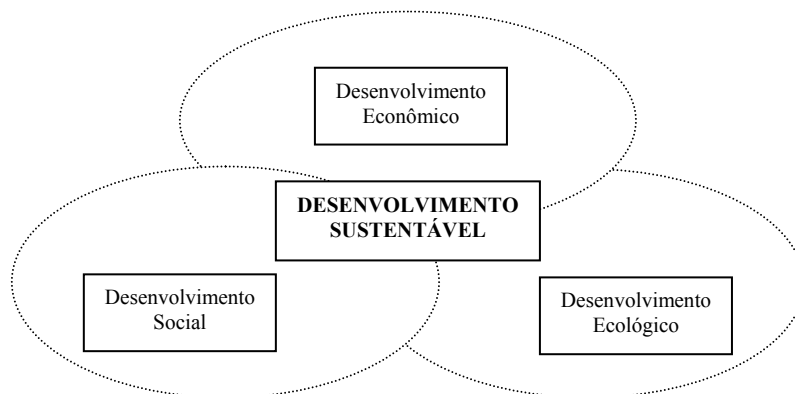 Desenvolvimento
Econômico
DESENVOLVIMENTO
SUSTENTÁVEL
Desenvolvimento
Social
Desenvolvimento
Ecológico